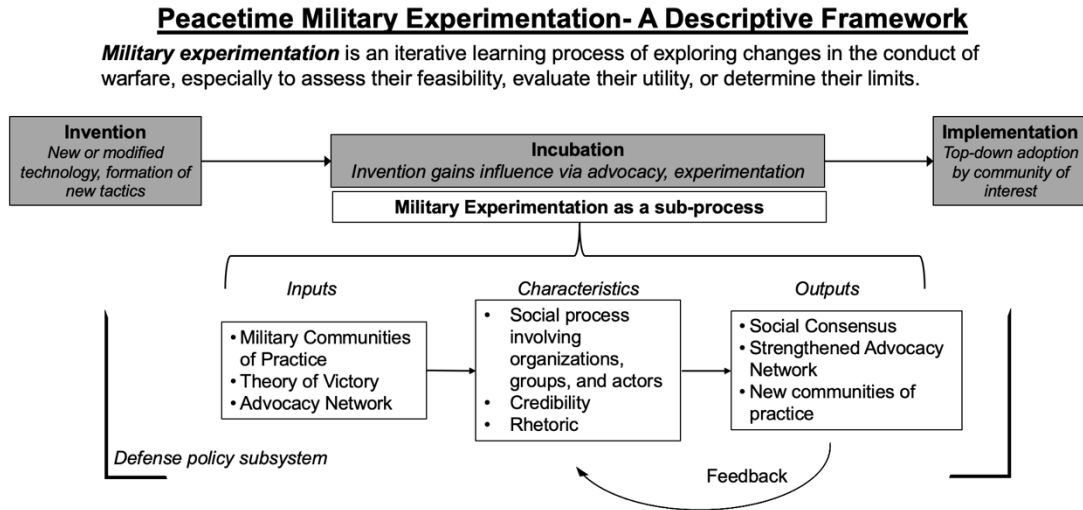 Peacetime Military Experimentation- A Descriptive Framework
Military experimentation is an iterative learning process of exploring changes in the conduct of
warfare, especially to assess their feasibility, evaluate their utility, or determine their limits.
Invention
New or modified
technology, formation of
new tactics
Incubation
Invention gains influence via advocacy, experimentation
Implementation
Top-down adoption
by community of
interest
Military Experimentation as a sub-process
Inputs
• Military Communities
of Practice
• Theory of Victory
• Advocacy Network
Characteristics
• Social process
involving
organizations,
groups, and actors
• Credibility
• Rhetoric
Outputs
• Social Consensus
• Strengthened Advocacy
Network
• New communities of
practice
Defense policy subsystem
Feedback